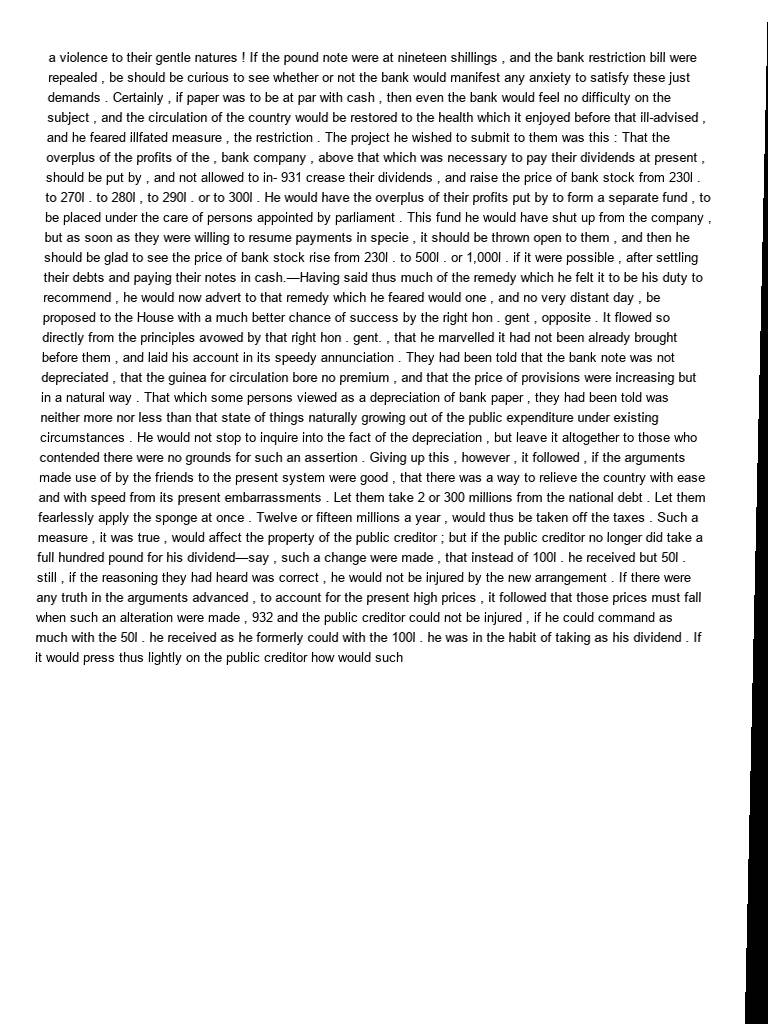 a violence to their gentle natures ! If the pound note were at nineteen shillings , and the bank restriction bill were
repealed , be should be curious to see whether or not the bank would manifest any anxiety to satisfy these just
demands . Certainly , if paper was to be at par with cash , then even the bank would feel no difficulty on the
subject , and the circulation of the country would be restored to the health which it enjoyed before that ill-advised ,
and he feared illfated measure , the restriction . The project he wished to submit to them was this : That the
overplus of the profits of the , bank company , above that which was necessary to pay their dividends at present ,
should be put by , and not allowed to in- 931 crease their dividends , and raise the price of bank stock from 230l .
to 270l . to 280l , to 290l . or to 300l . He would have the overplus of their profits put by to form a separate fund , to
be placed under the care of persons appointed by parliament . This fund he would have shut up from the company ,
but as soon as they were willing to resume payments in specie , it should be thrown open to them , and then he
should be glad to see the price of bank stock rise from 230l . to 500l . or 1,000l . if it were possible , after settling
their debts and paying their notes in cash.—Having said thus much of the remedy which he felt it to be his duty to
recommend , he would now advert to that remedy which he feared would one , and no very distant day , be
proposed to the House with a much better chance of success by the right hon . gent , opposite . It flowed so
directly from the principles avowed by that right hon . gent. , that he marvelled it had not been already brought
before them , and laid his account in its speedy annunciation . They had been told that the bank note was not
depreciated , that the guinea for circulation bore no premium , and that the price of provisions were increasing but
in a natural way . That which some persons viewed as a depreciation of bank paper , they had been told was
neither more nor less than that state of things naturally growing out of the public expenditure under existing
circumstances . He would not stop to inquire into the fact of the depreciation , but leave it altogether to those who
contended there were no grounds for such an assertion . Giving up this , however , it followed , if the arguments
made use of by the friends to the present system were good , that there was a way to relieve the country with ease
and with speed from its present embarrassments . Let them take 2 or 300 millions from the national debt . Let them
fearlessly apply the sponge at once . Twelve or fifteen millions a year , would thus be taken off the taxes . Such a
measure , it was true , would affect the property of the public creditor ; but if the public creditor no longer did take a
full hundred pound for his dividend—say , such a change were made , that instead of 100l . he received but 50l .
still , if the reasoning they had heard was correct , he would not be injured by the new arrangement . If there were
any truth in the arguments advanced , to account for the present high prices , it followed that those prices must fall
when such an alteration were made , 932 and the public creditor could not be injured , if he could command as
much with the 50l . he received as he formerly could with the 100l . he was in the habit of taking as his dividend . If
it would press thus lightly on the public creditor how would such